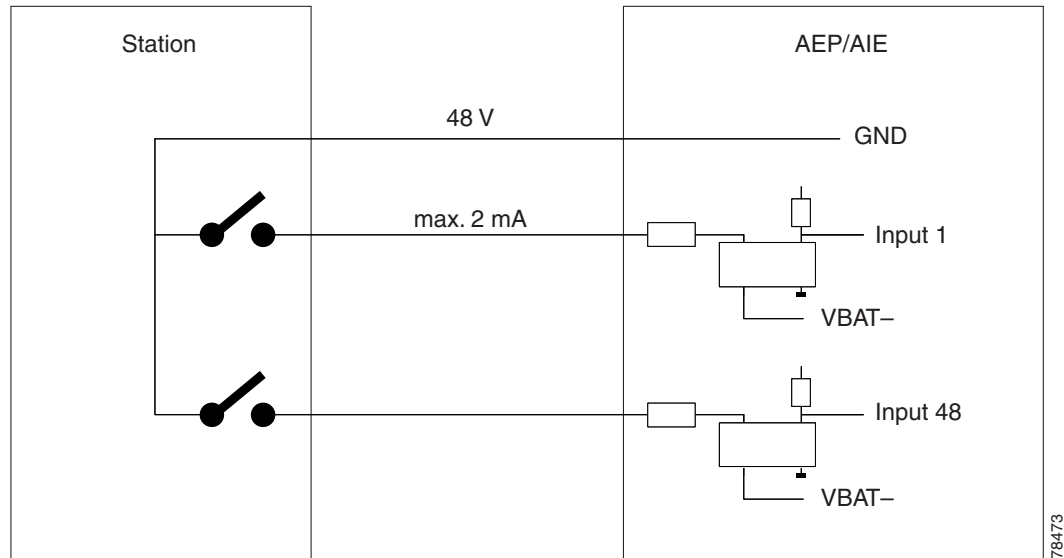 Station
AEP/AIE
48 V
GND
max. 2 mA
Input 1
VBAT–
Input 48
VBAT–
78473